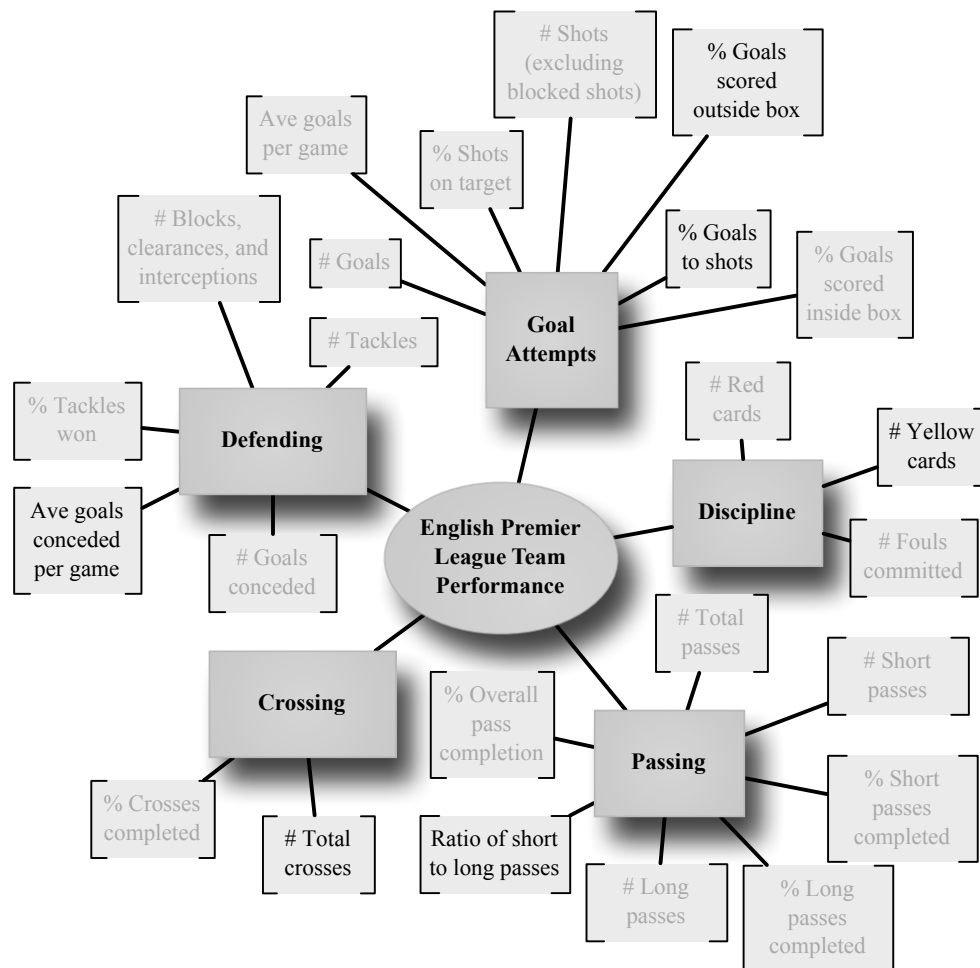 # Shots
(excluding
blocked shots)
% Goals
scored
outside box
Ave goals
per game
% Shots
on target
# Blocks,
clearances, and
interceptions
# Goals
% Goals
to shots
% Goals
scored
inside box
Goal
Attempts
# Tackles
% Tackles
won
Defending
# Red
cards
# Yellow
cards
Ave goals
conceded
per game
# Goals
conceded
English Premier
League Team
Performance
Discipline
# Fouls
committed
# Total
passes
# Short
passes
Crossing
% Overall
pass
completion
Passing
% Crosses
completed
# Total
crosses
Ratio of short
to long passes
% Short
passes
completed
# Long
passes
% Long
passes
completed